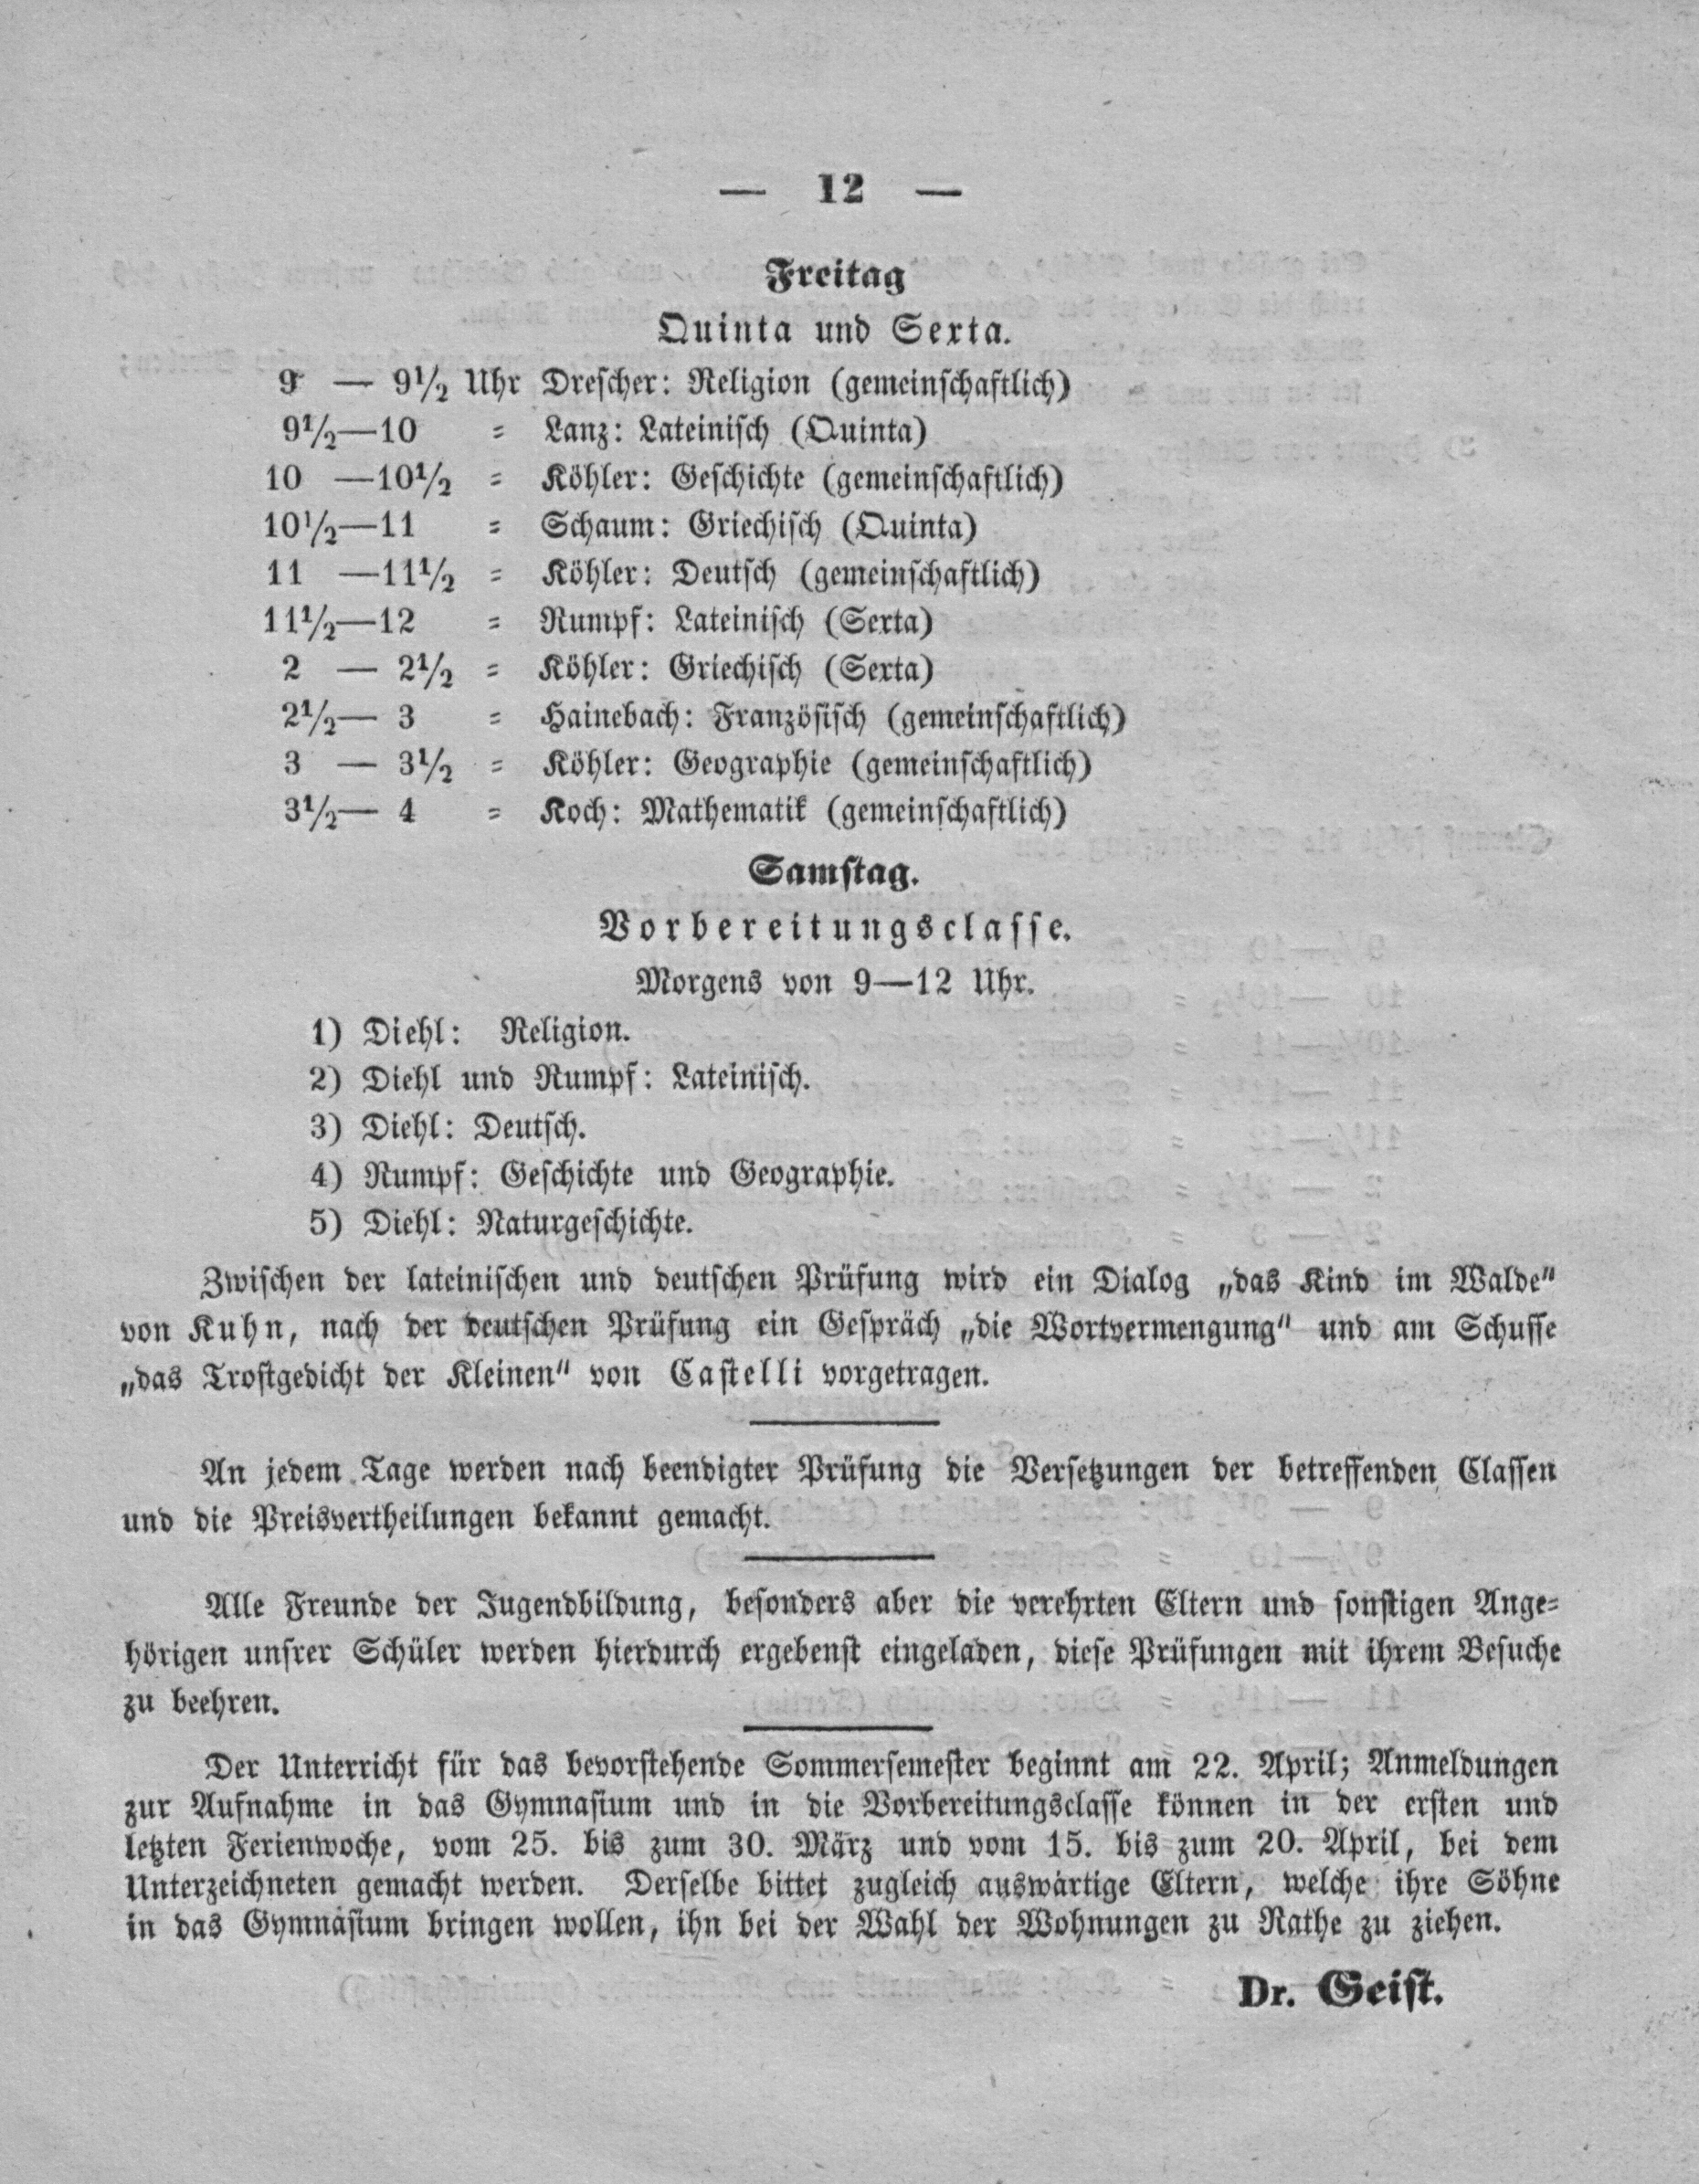 — 12 —
Freitag
Quinta und Sexta.
9 — 9½ Uhr Drescher: Religion (gemeinschaftlich)
9½—10 = Lanz: Lateinisch (Quinta)
10 —10½ = Köhler: Geschichte (gemeinschaftlich)
10½—11 = Schaum: Griechisch (Quinta)
11 —11½ = Köhler: Deutsch (gemeinschaftlich)
11½—12 = Rumpf: Lateinisch (Sexta)
2 — 2½ = Köhler: Griechisch (Sexta)
2½— 3 = Hainebach: Französisch (gemeinschaftlich)
3 — 3½ = Köhler: Geographie (gemeinschaftlich)
3½— 4 = Koch: Mathematik (gemeinschaftlich)
Samstag.
Vorbereitungsclasse.
Morgens von 9—12 Uhr.
1) Diehl: Religion.
2) Diehl und Rumpf: Lateinisch.
3) Diehl: Deutsch.
4) Rumpf: Geschichte und Geographie.
5) Diehl: Naturgeschichte.
Zwischen der lateinischen und deutschen Prüfung wird ein Dialog „das Kind im Walde"
von Kuhn, nach der deutschen Prüfung ein Gespräch „die Wortvermengung" und am Schusse
„das Trostgedicht der Kleinen" von Castelli vorgetragen.
An jedem Tage werden nach beendigter Prüfung die Versetzungen der betreffenden Classen
und die Preisvertheilungen bekannt gemacht.
Alle Freunde der Jugendbildung, besonders aber die verehrten Eltern und sonstigen Ange=
hörigen unsrer Schüler werden hierdurch ergebenst eingeladen, diese Prüfungen mit ihrem Besuche
zu beehren.
Der Unterricht für das bevorstehende Sommersemester beginnt am 22. April; Anmeldungen
zur Aufnahme in das Gymnasium und in die Vorbereitungsclasse können in der ersten und
letzten Ferienwoche, vom 25. bis zum 30. März und vom 15. bis zum 20. April, bei dem
Unterzeichneten gemacht werden. Derselbe bittet zugleich auswärtige Eltern, welche ihre Söhne
in das Gymnasium bringen wollen, ihn bei der Wahl der Wohnungen zu Rathe zu ziehen.
Dr. Geist.